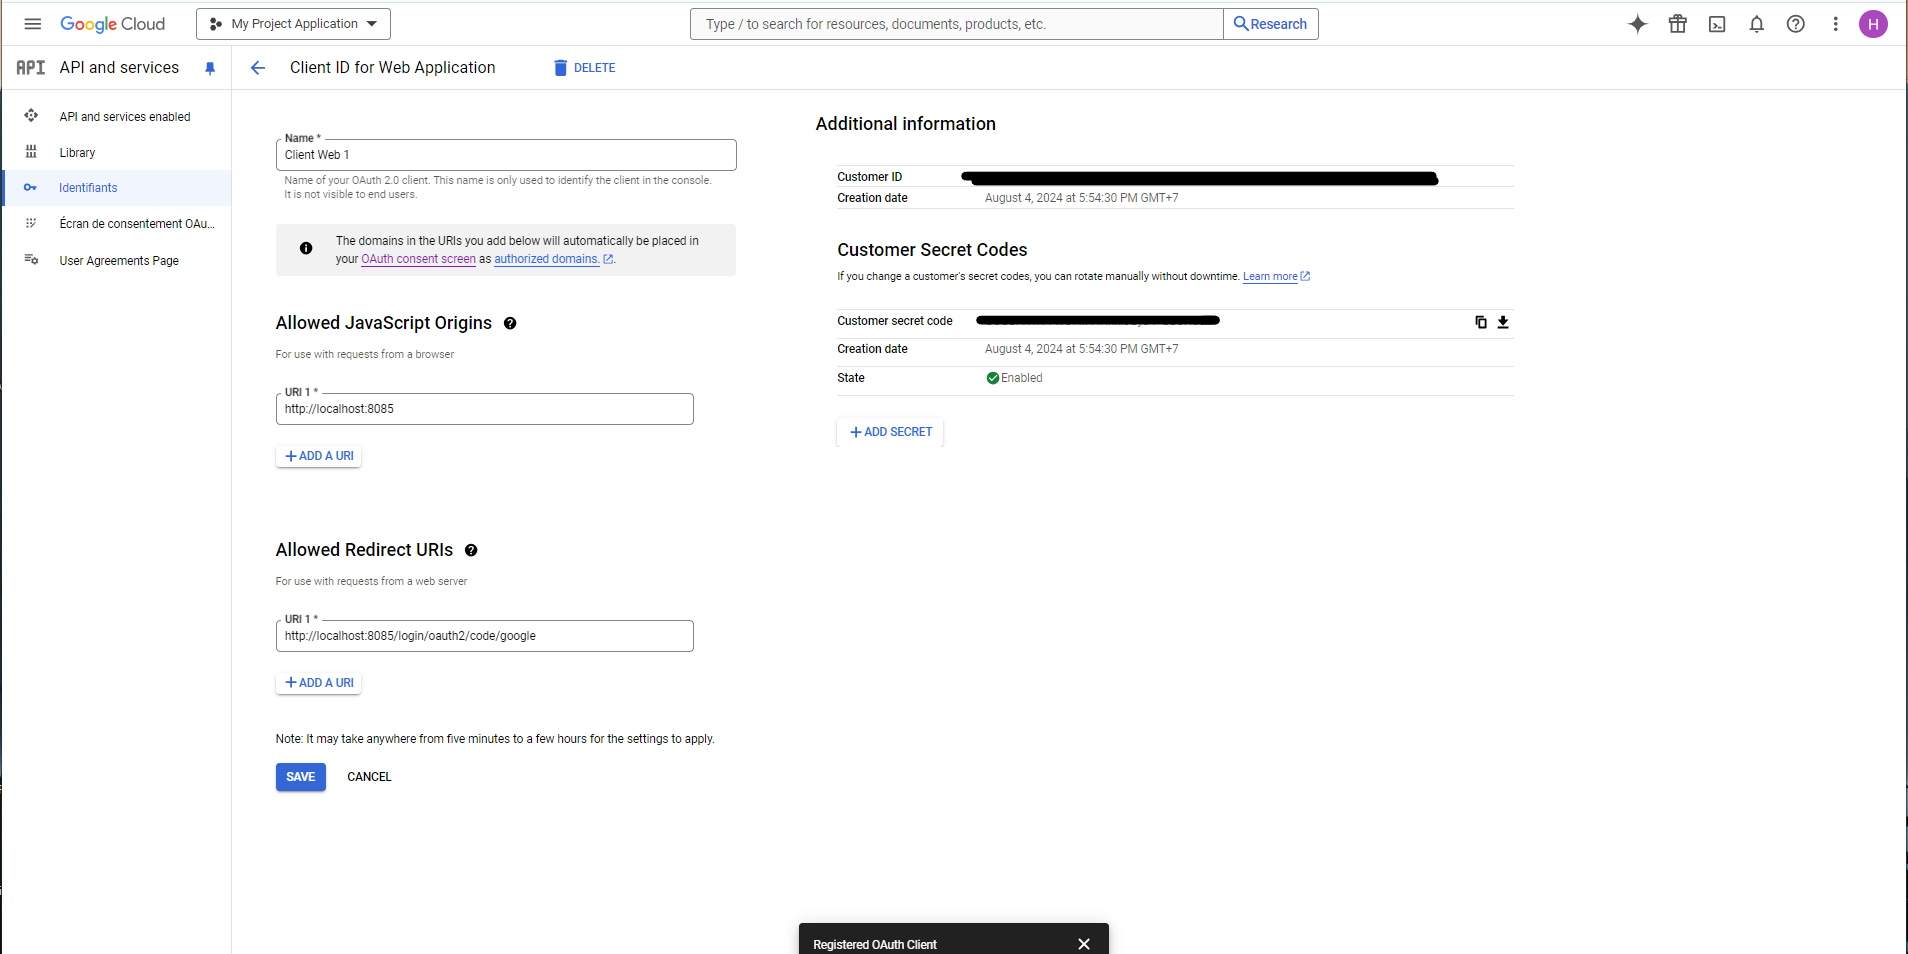 Google Cloud
My Project Application
Type / to search for resources, documents, products, etc.
Research
H
API
API and services
Client ID for Web Application
DELETE
API and services enabled
Library
Identifiants
Écran de consentement OAu...
User Agreements Page
Name *
Client Web 1
Name of your OAuth 2.0 client. This name is only used to identify the client in the console.
It is not visible to end users.
The domains in the URIs you add below will automatically be placed in
your OAuth consent screen as authorized domains.
Allowed JavaScript Origins
For use with requests from a browser
URI 1 *
http://localhost:8085
+ ADD A URI
Allowed Redirect URIs
For use with requests from a web server
URI 1 *
http://localhost:8085/login/oauth2/code/google
+ ADD A URI
Note: It may take anywhere from five minutes to a few hours for the settings to apply.
SAVE
CANCEL
Additional information
Customer ID
Creation date August 4, 2024 at 5:54:30 PM GMT+7
Customer Secret Codes
If you change a customer's secret codes, you can rotate manually without downtime. Learn more
Customer secret code
Creation date August 4, 2024 at 5:54:30 PM GMT+7
State Enabled
+ ADD SECRET
Registered OAuth Client